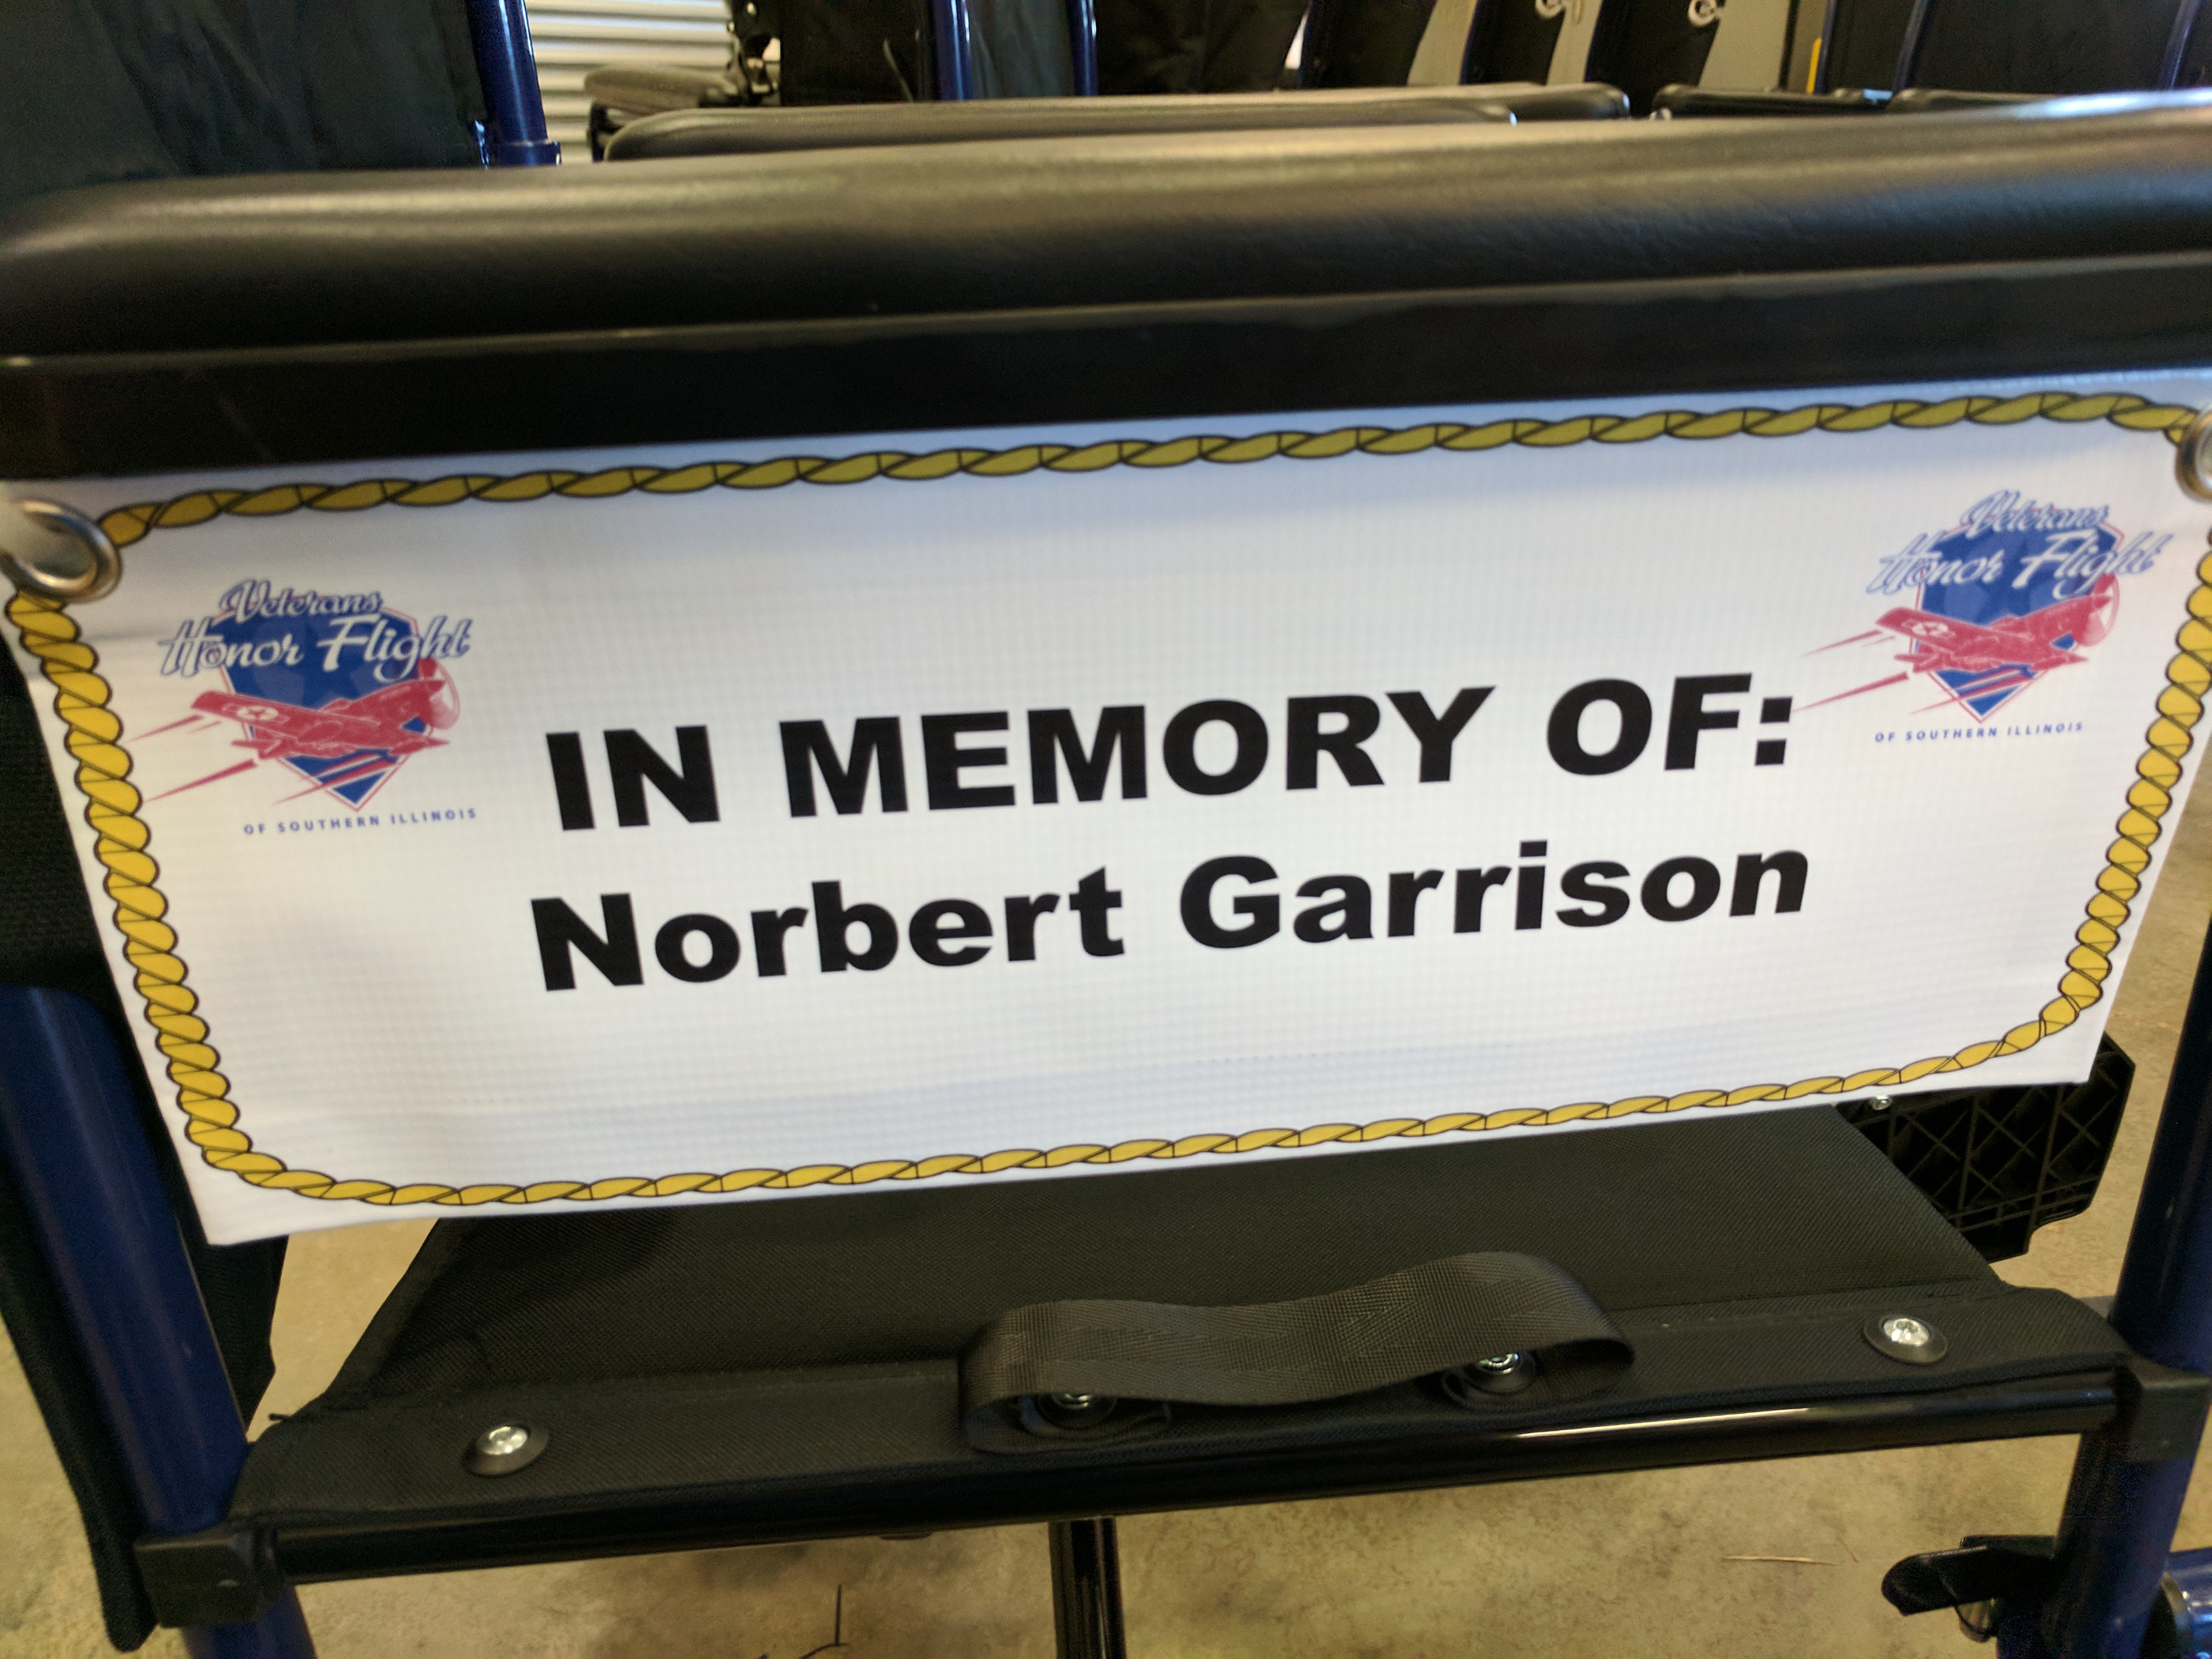 Veterans
Honor Flight
OF SOUTHERN ILLINOIS
IN MEMORY OF:
Norbert Garrison
Veterans
Honor Flight
OF SOUTHERN ILLINOIS